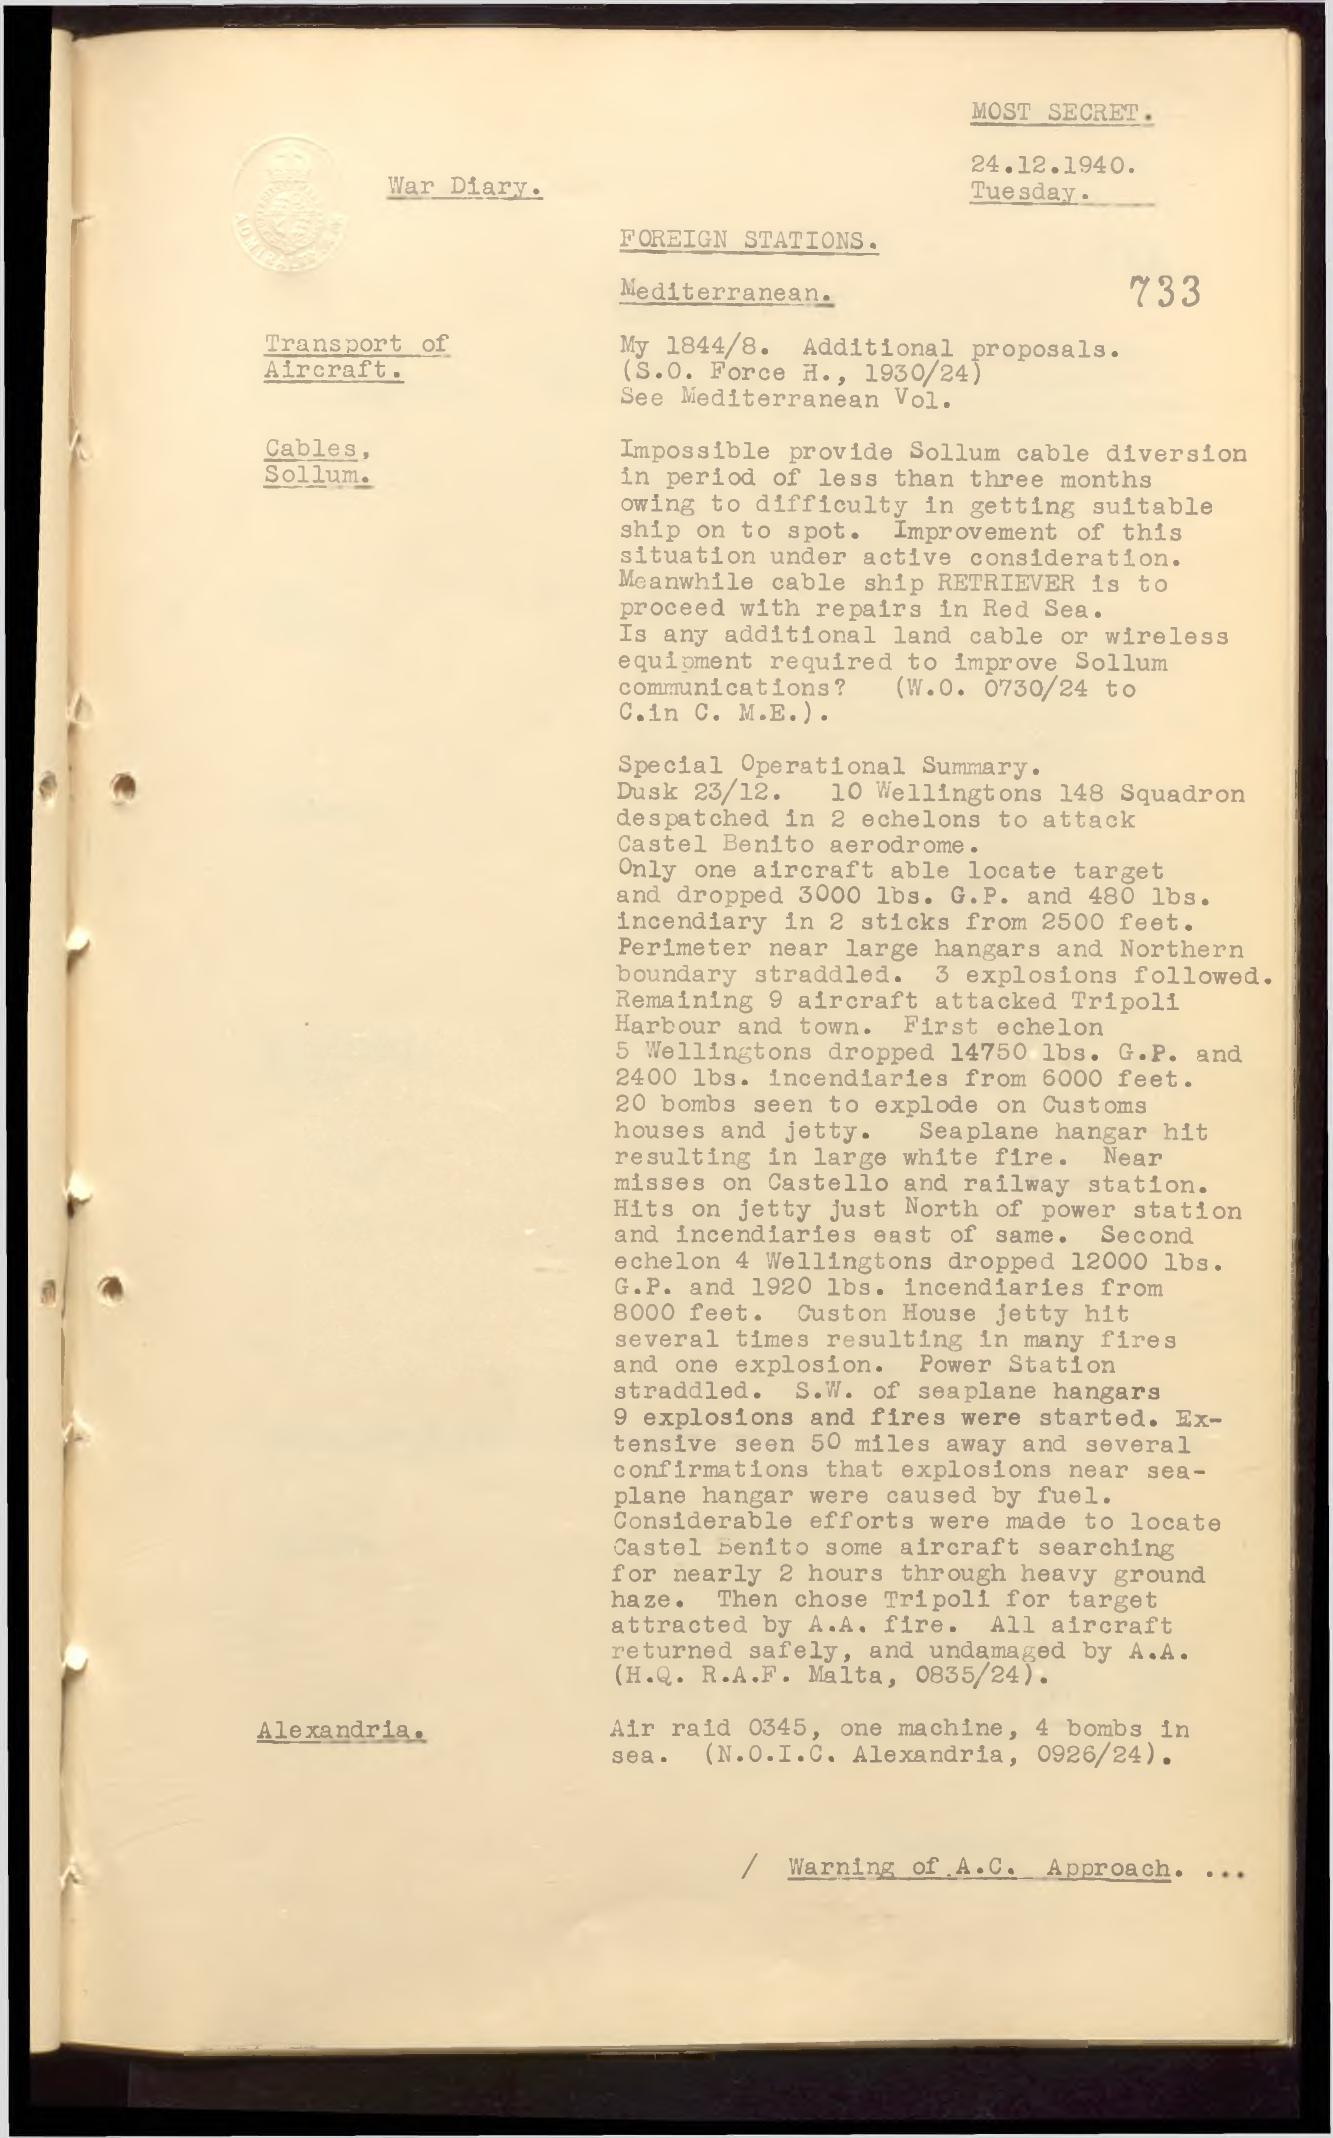 MOST SECRET.
24.12.1940.
Tuesday.
War Diary.
FOREIGN STATIONS.
Mediterranean.
733
Transport of
Aircraft.
My 1844/8. Additional proposals.
(S.O. Force H., 1930/24)
See Mediterranean Vol.
Cables,
Sollum.
Impossible provide Sollum cable diversion
in period of less than three months
owing to difficulty in getting suitable
ship on to spot. Improvement of this
situation under active consideration.
Meanwhile cable ship RETRIEVER is to
proceed with repairs in Red Sea.
Is any additional land cable or wireless
equipment required to improve Sollum
communications? (W.O. 0730/24 to
C.in C. M.E.).
Special Operational Summary.
Dusk 23/12. 10 Wellingtons 148 Squadron
despatched in 2 echelons to attack
Castel Benito aerodrome.
Only one aircraft able locate target
and dropped 3000 lbs. G.P. and 480 lbs.
incendiary in 2 sticks from 2500 feet.
Perimeter near large hangars and Northern
boundary straddled. 3 explosions followed.
Remaining 9 aircraft attacked Tripoli
Harbour and town. First echelon
5 Wellingtons dropped 14750 lbs. G.P. and
2400 lbs. incendiaries from 6000 feet.
20 bombs seen to explode on Customs
houses and jetty. Seaplane hangar hit
resulting in large white fire. Near
misses on Castello and railway station.
Hits on jetty just North of power station
and incendiaries east of same. Second
echelon 4 Wellingtons dropped 12000 lbs.
G.P. and 1920 lbs. incendiaries from
8000 feet. Custon House jetty hit
several times resulting in many fires
and one explosion. Power Station
straddled. S.W. of seaplane hangars
9 explosions and fires were started. Ex-
tensive seen 50 miles away and several
confirmations that explosions near sea-
plane hangar were caused by fuel.
Considerable efforts were made to locate
Castel Benito some aircraft searching
for nearly 2 hours through heavy ground
haze. Then chose Tripoli for target
attracted by A.A. fire. All aircraft
returned safely, and undamaged by A.A.
(H.Q. R.A.F. Malta, 0835/24).
Alexandria.
Air raid 0345, one machine, 4 bombs in
sea. (N.O.I.C. Alexandria, 0926/24).
/ Warning of A.C. Approach. ...